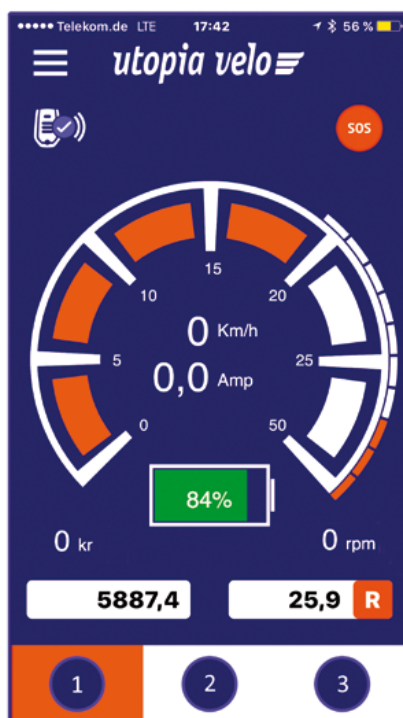 Telekom.de LTE 17:42 56 %
utopia velo
SOS
15
10 20
0 Km/h
5 25
0,0 Amp
0 50
84%
0 kr 0 rpm
5887,4 25,9 R
1 2 3